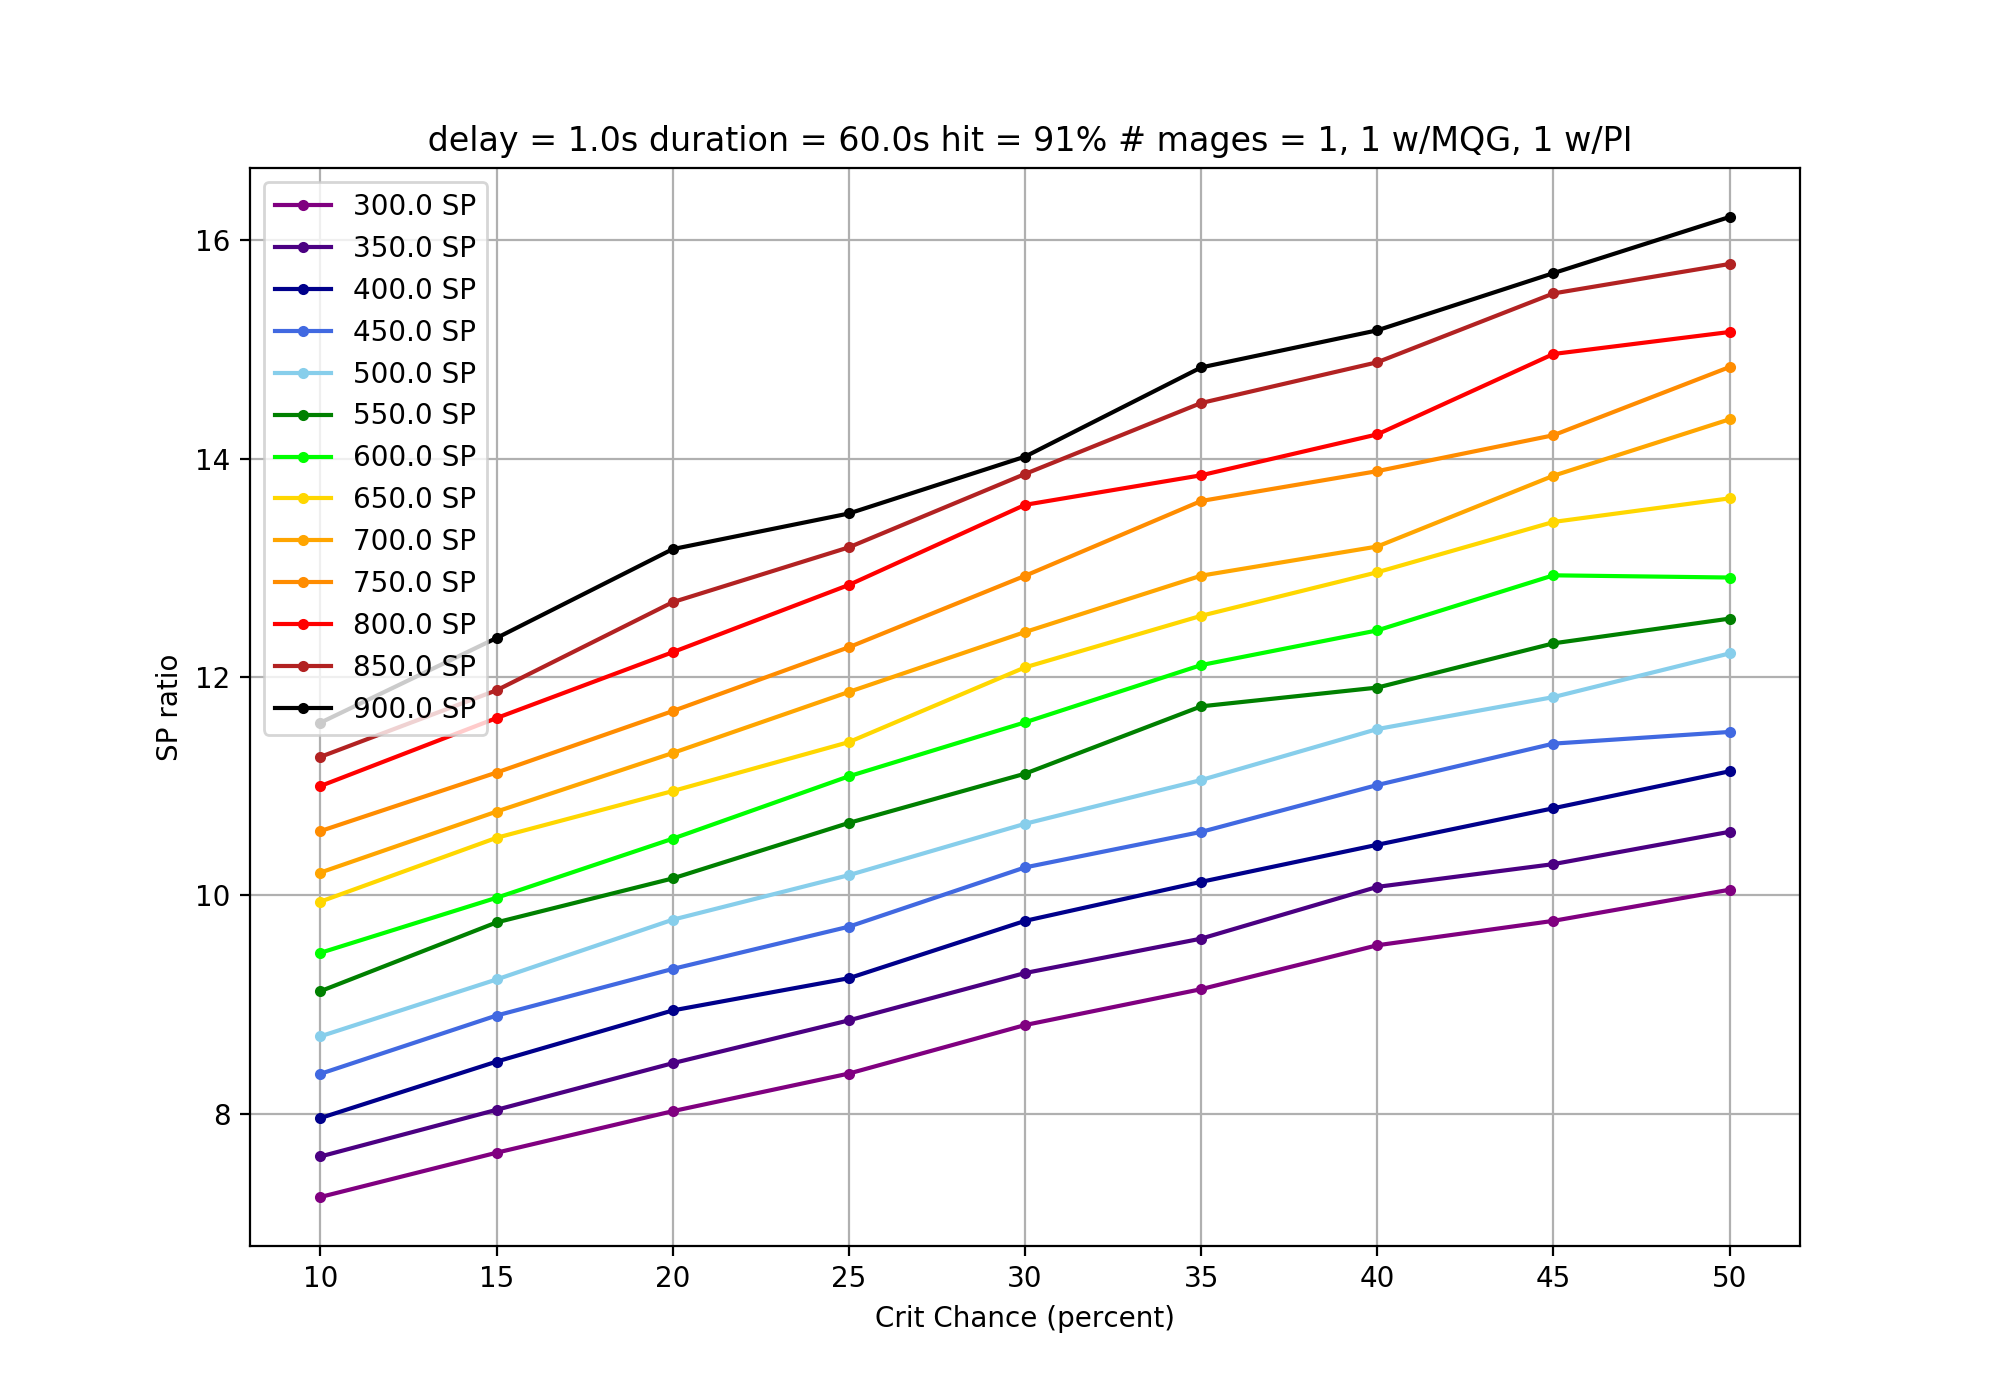 delay = 1.0s duration = 60.0s hit = 91% # mages = 1, 1 w/MQG, 1 w/PI
300.0 SP
350.0 SP
400.0 SP
450.0 SP
500.0 SP
550.0 SP
600.0 SP
650.0 SP
700.0 SP
750.0 SP
800.0 SP
850.0 SP
900.0 SP
SP ratio
16
14
12
10
8
10 15 20 25 30 35 40 45 50
Crit Chance (percent)